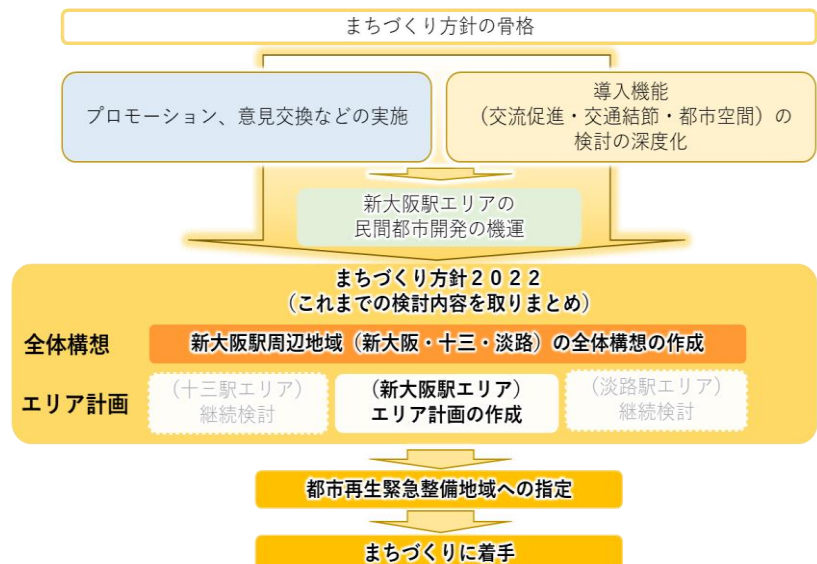 まちづくり方針の骨格
プロモーション、意見交換などの実施
導入機能
（交流促進・交通結節・都市空間）の
検討の深度化
新大阪駅エリアの
民間都市開発の機運
まちづくり方針２０２２
（これまでの検討内容を取りまとめ）
全体構想
新大阪駅周辺地域（新大阪・十三・淡路）の全体構想の作成
エリア計画
（十三駅エリア）
継続検討
（新大阪駅エリア）
エリア計画の作成
（淡路駅エリア）
継続検討
都市再生緊急整備地域への指定
まちづくりに着手